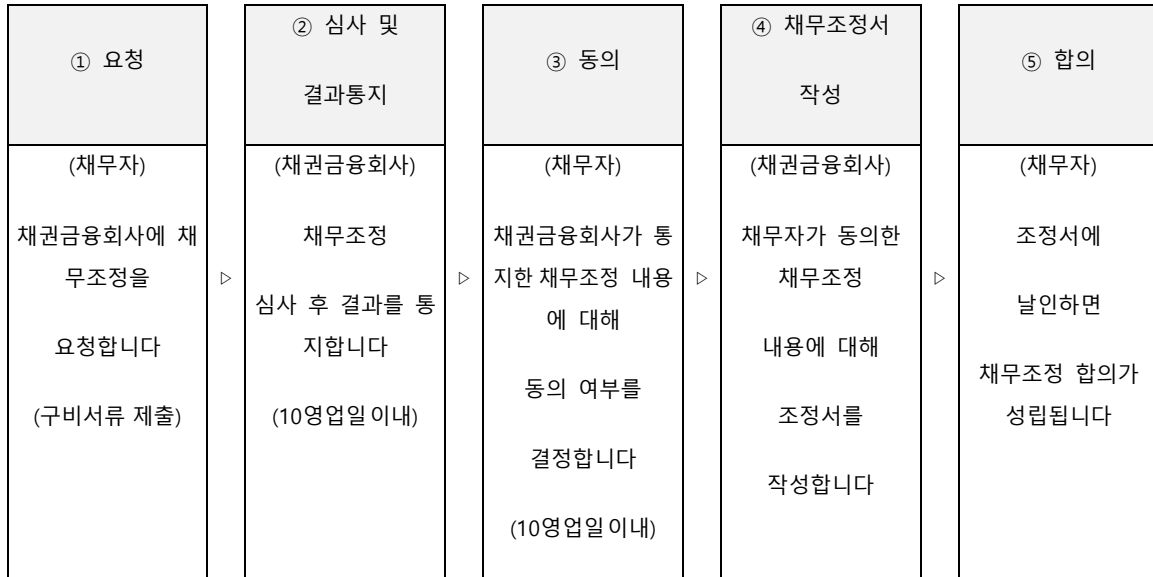 ① 요청
(채무자)
채권금융회사에 채
무조정을
요청합니다
(구비서류 제출)
▷
② 심사 및
결과통지
(채권금융회사)
채무조정
심사 후 결과를 통
지합니다
(10영업일 이내)
▷
③ 동의
(채무자)
채권금융회사가 통
지한 채무조정 내용
에 대해
동의 여부를
결정합니다
(10영업일 이내)
▷
④ 채무조정서
작성
(채권금융회사)
채무자가 동의한
채무조정
내용에 대해
조정서를
작성합니다
▷
⑤ 합의
(채무자)
조정서에
날인하면
채무조정 합의가
성립됩니다